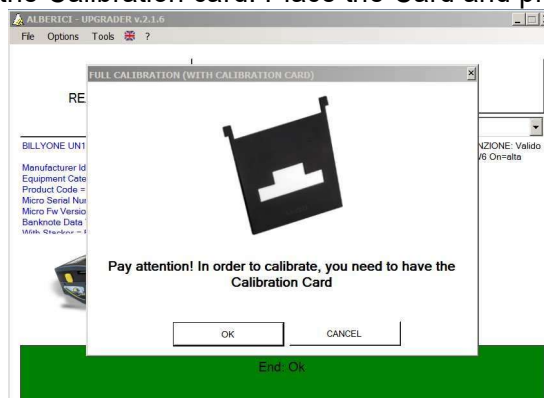 the Calibration card. Place the Card and
ALBERICI - UPGRADER v.2.1.6
File Options Tools ?
FULL CALIBRATION (WITH CALIBRATION CARD)
BILLYONE UN1
Manufacturer Id
Equipment Cate
Product Code =
Micro Serial Nu
Micro Fw Versio
Banknote Data
With Stacker =
NZIONE: Valido
V6 On=alta
Pay attention! In order to calibrate, you need to have the
Calibration Card
OK CANCEL
End: Ok